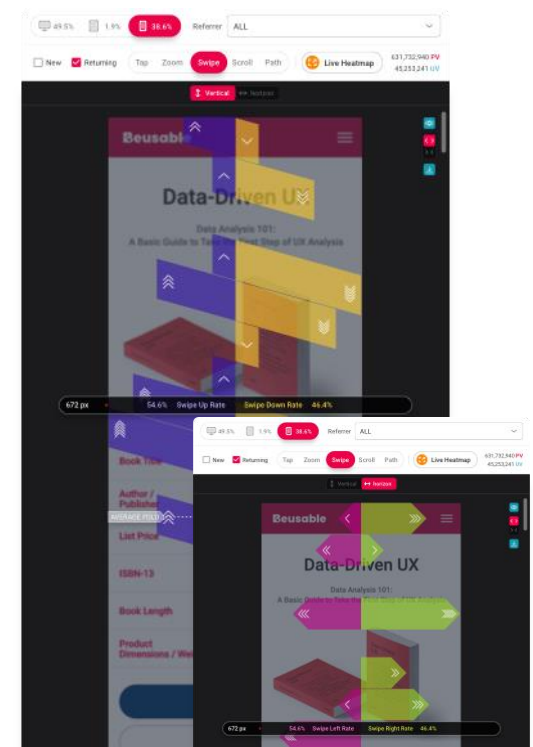 49.5% 1.9% 38.6% Referrer ALL
New Returning Tap Zoom Swipe Scroll Path Live Heatmap 631,732,940 PV
45,253,241 UV
Vertical Horizon
Beusable
Data-Driven UX
Data Analysis 101:
A Basic Guide to Take the First Step of UX Analysis
672 px 54.6% Swipe Up Rate Swipe Down Rate 46.4%
Book Title
Author /
Publisher
AVERAGE FOLD
List Price
ISBN-13
Book Length
Product
Dimensions / We
49.5% 1.9% 38.6% Referrer ALL
New Returning Tap Zoom Swipe Scroll Path Live Heatmap 631,732,940 PV
45,253,241 UV
Vertical Horizon
Beusable
Data-Driven UX
Data Analysis 101:
A Basic Guide to Take the First Step of UX Analysis
672 px 54.6% Swipe Left Rate Swipe Right Rate 46.4%